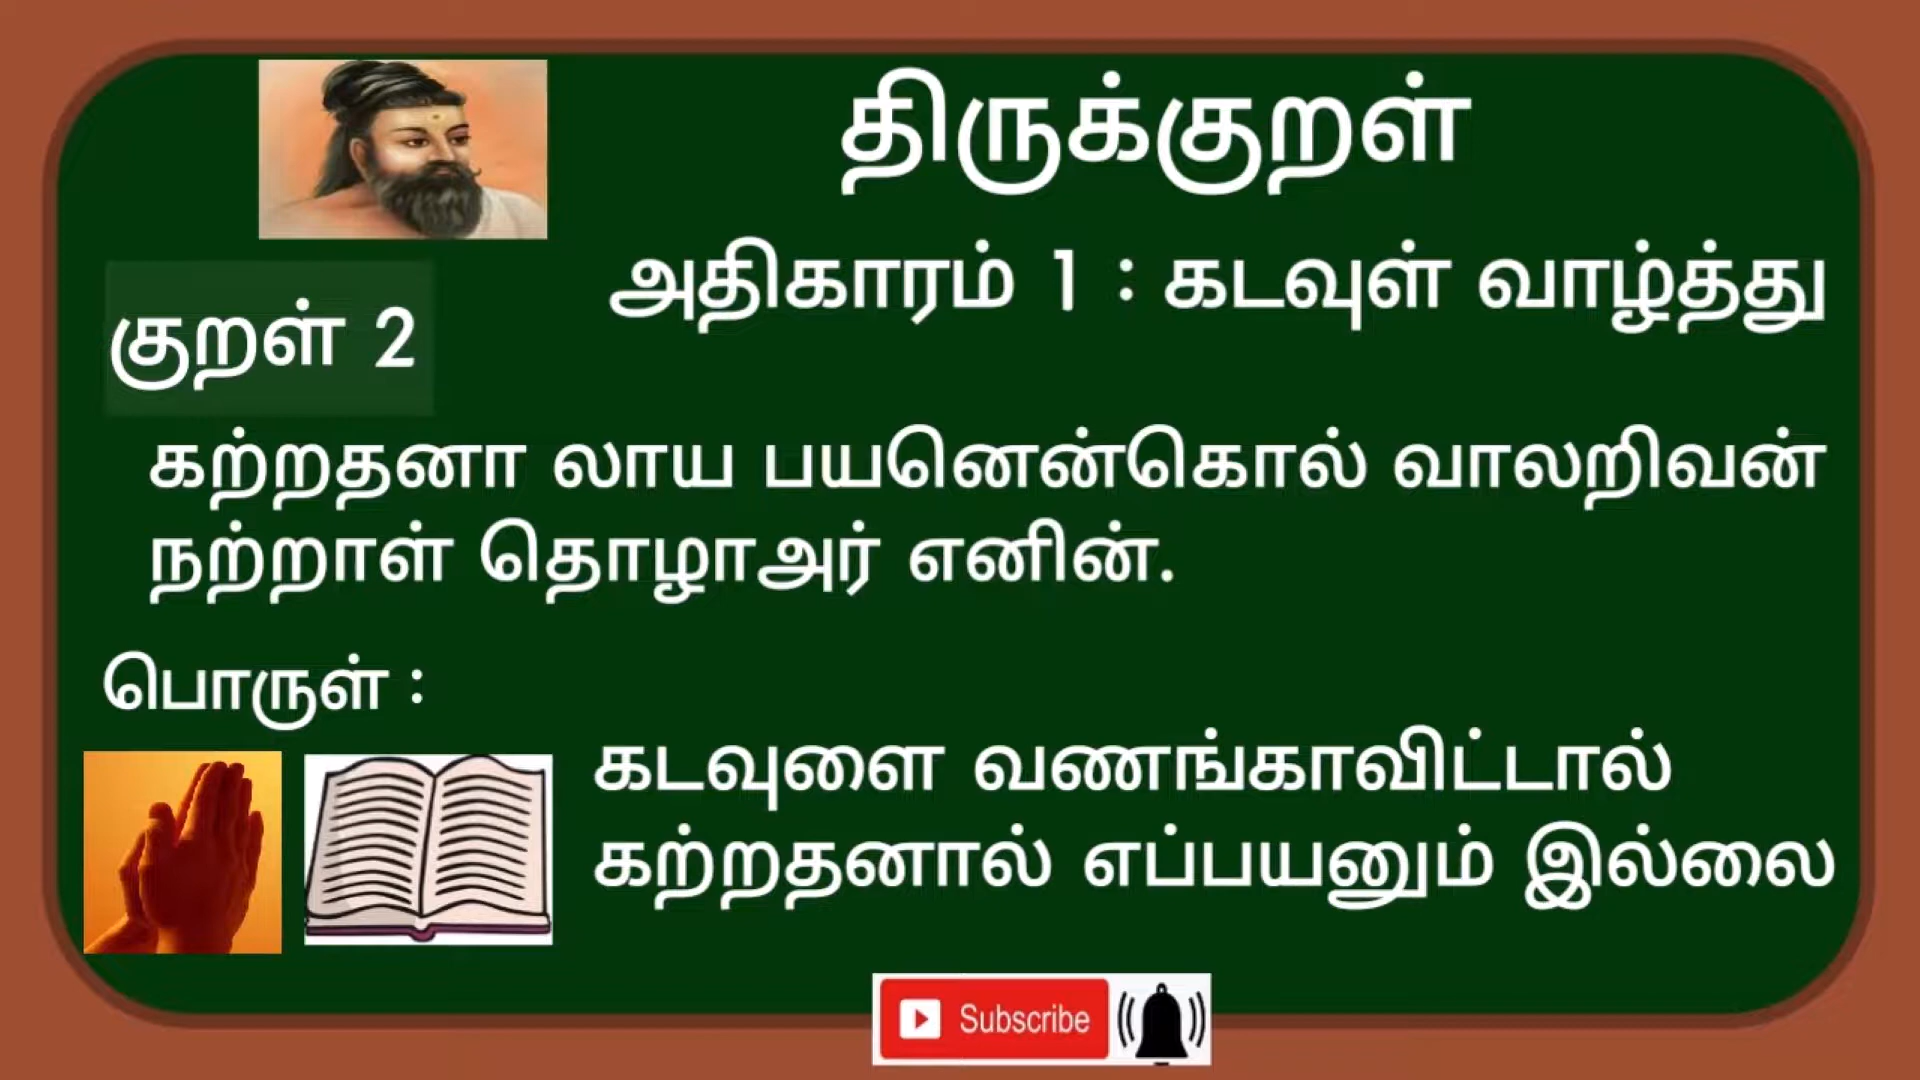 திருக்குறள்
அதிகாரம் 1 : கடவுள் வாழ்த்து
குறள் 2
கற்றதனா லாய பயனென்கொல் வாலறிவன்
நற்றாள் தொழாஅர் எனின்.
பொருள் :
கடவுளை வணங்காவிட்டால்
கற்றதனால் எப்பயனும் இல்லை
Subscribe